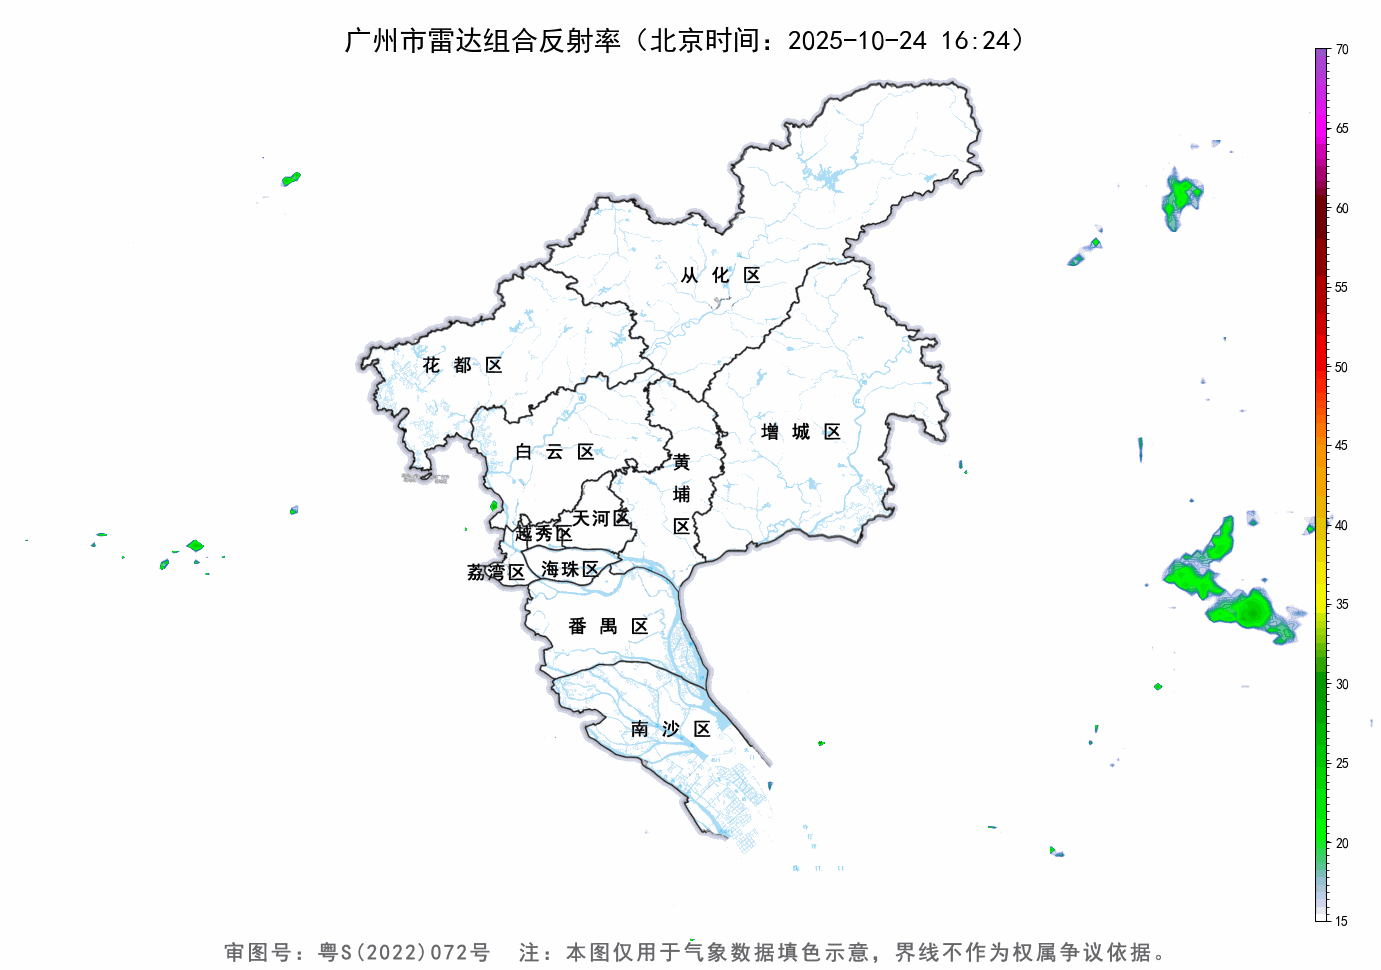 广州市雷达组合反射率（北京时间：2025-10-24 16:24）
70
65
60
55
50
45
40
35
30
25
20
15
从化区
花都区
增城区
白云区
黄埔区
天河区
越秀区
荔湾区
海珠区
番禺区
南沙区
审图号：粤S(2022)072号 注：本图仅用于气象数据填色示意，界线不作为权属争议依据。